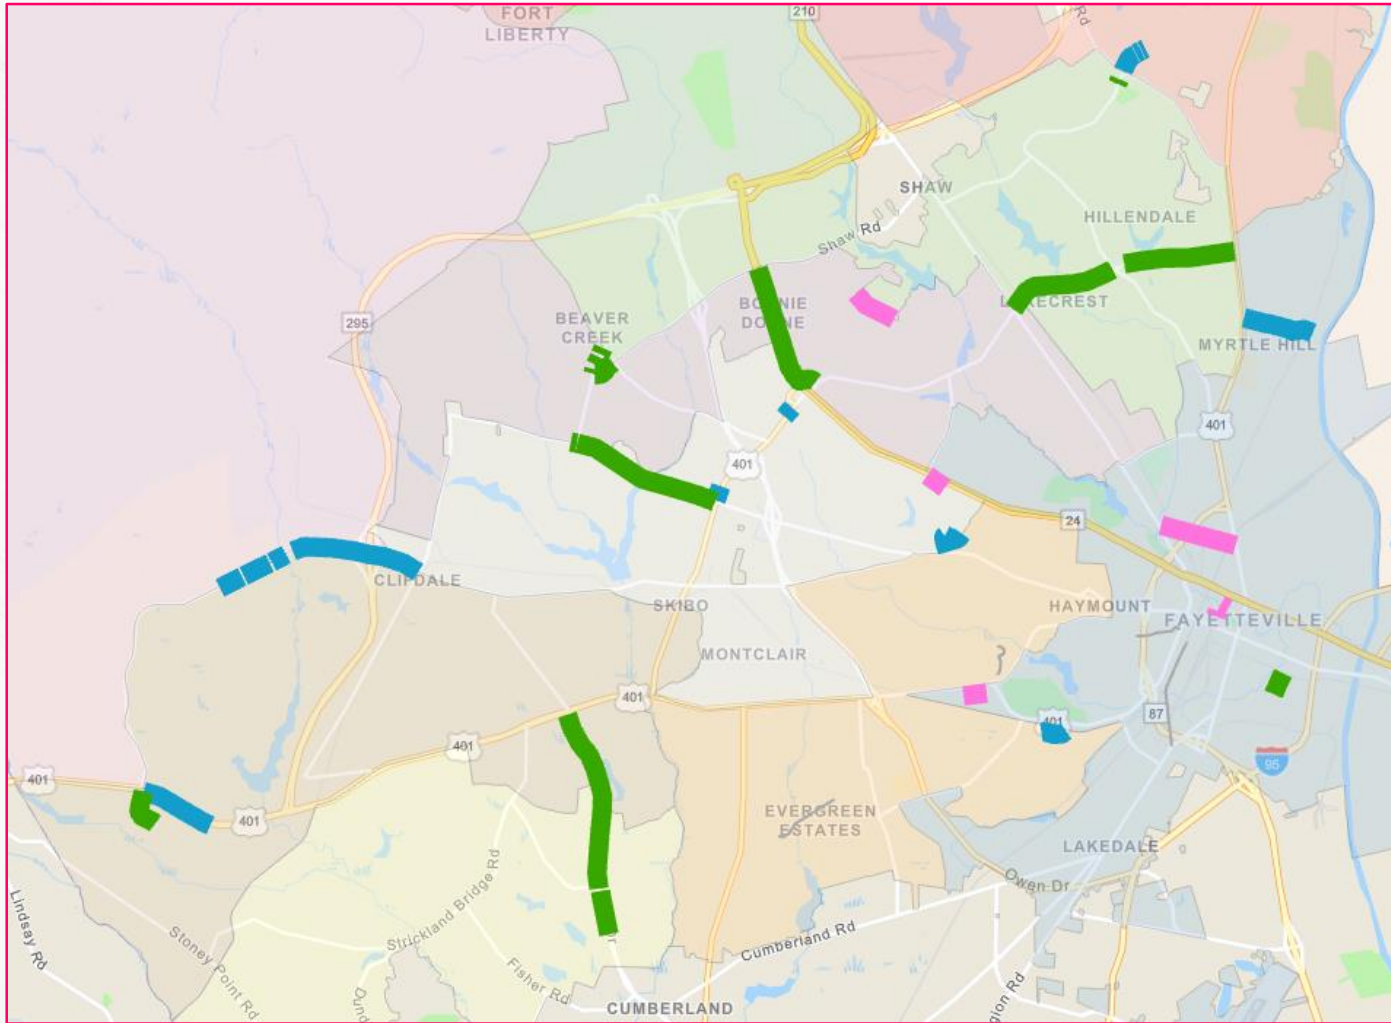 FORT
LIBERTY
210
Rd
SHAW
HILLENDALE
Shaw Rd
295
BEAVER
CREEK
MYRTLE HILL
401
401
24
CLIFDALE
SKIBO
HAYMOUNT
FAYETTEVILLE
MONTCLAIR
401
401
87
401
95
401
401
EVERGREEN
ESTATES
LAKEDALE
Owen Dr
Lindsay Rd
Stoney Point Rd
Strickland Bridge Rd
Fisher Rd
Cumberland Rd
CUMBERLAND